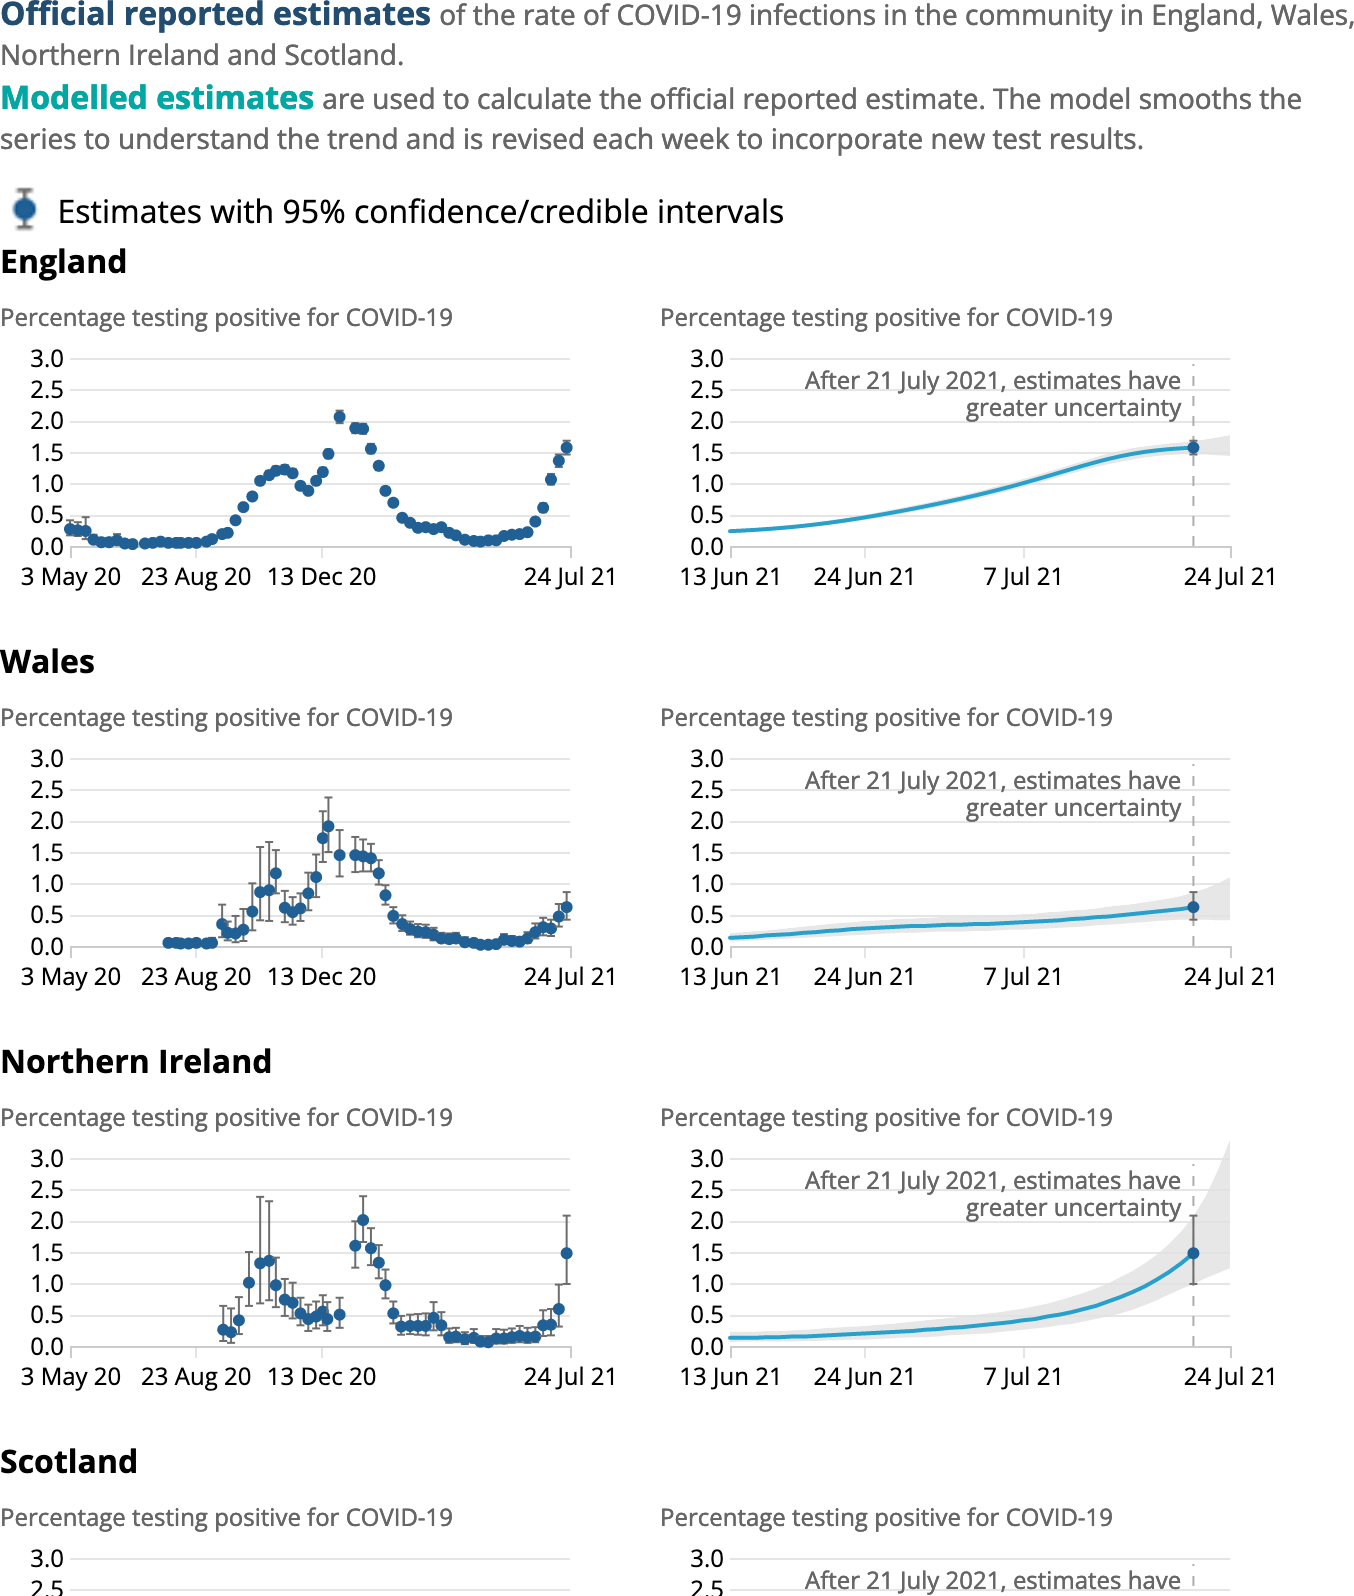 Official reported estimates of the rate of COVID-19 infections in the community in England, Wales,
Northern Ireland and Scotland.
Modelled estimates are used to calculate the official reported estimate. The model smooths the
series to understand the trend and is revised each week to incorporate new test results.
Estimates with 95% confidence/credible intervals
England
Percentage testing positive for COVID-19
3.0
2.5
2.0
1.5
1.0
0.5
0.0
3 May 20 23 Aug 20 13 Dec 20 24 Jul 21
Percentage testing positive for COVID-19
3.0
After 21 July 2021, estimates have
2.5
greater uncertainty
2.0
1.5
1.0
0.5
0.0
13 Jun 21 24 Jun 21 7 Jul 21 24 Jul 21
Wales
Percentage testing positive for COVID-19
3.0
2.5
2.0
1.5
1.0
0.5
0.0
3 May 20 23 Aug 20 13 Dec 20 24 Jul 21
Percentage testing positive for COVID-19
3.0
After 21 July 2021, estimates have
2.5
greater uncertainty
2.0
1.5
1.0
0.5
0.0
13 Jun 21 24 Jun 21 7 Jul 21 24 Jul 21
Northern Ireland
Percentage testing positive for COVID-19
3.0
2.5
2.0
1.5
1.0
0.5
0.0
3 May 20 23 Aug 20 13 Dec 20 24 Jul 21
Percentage testing positive for COVID-19
3.0
After 21 July 2021, estimates have
2.5
greater uncertainty
2.0
1.5
1.0
0.5
0.0
13 Jun 21 24 Jun 21 7 Jul 21 24 Jul 21
Scotland
Percentage testing positive for COVID-19
3.0
2.5
Percentage testing positive for COVID-19
3.0
After 21 July 2021, estimates have
2.5